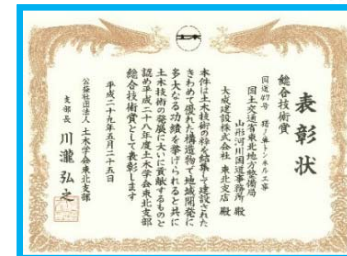 表彰状
総合技術賞
国道47号 猪ノ鼻トンネル工事
国土交通省東北地方整備局
山形河川国道事務所 殿
大成建設株式会社 東北支店 殿
本件は土木技術の粋を結集して建設された
きわめて優れた構造物で地域開発に
多大なる功績を挙げられると共に
土木技術の発展に大いに貢献するものと
認め平成二十八年度土木学会東北支部
総合技術賞として表彰します
平成二十九年五月二十五日
公益社団法人 土木学会東北支部
支部長 川瀧弘之